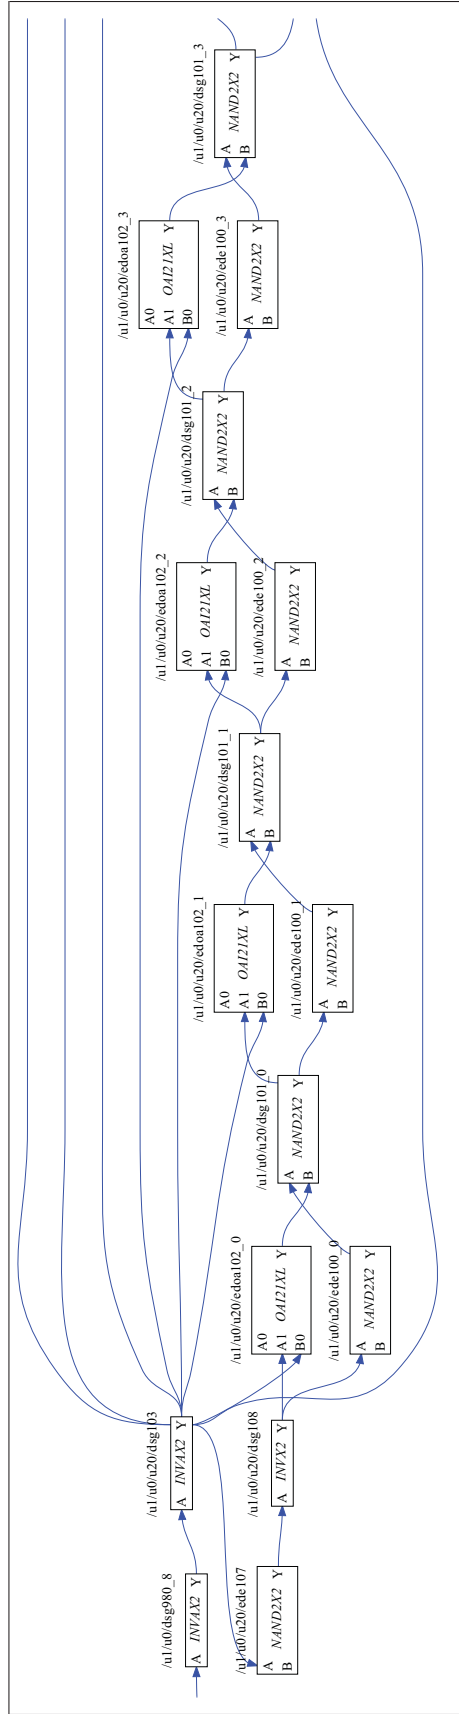 /u1/u0/dsg980_8
A INVAX2 Y
/u1/u0/u20/ede107
A
B
NAND2X2
Y
/u1/u0/u20/dsg103
A INVAX2 Y
/u1/u0/u20/dsg108
A INVX2 Y
/u1/u0/u20/edoa102_0
A0
A1
B0
OAI21XL
Y
/u1/u0/u20/ede100_0
A
B
NAND2X2
Y
/u1/u0/u20/dsg101_0
A
B
NAND2X2
Y
/u1/u0/u20/edoa102_1
A0
A1
B0
OAI21XL
Y
/u1/u0/u20/ede100_1
A
B
NAND2X2
Y
/u1/u0/u20/dsg101_1
A
B
NAND2X2
Y
/u1/u0/u20/edoa102_2
A0
A1
B0
OAI21XL
Y
/u1/u0/u20/ede100_2
A
B
NAND2X2
Y
/u1/u0/u20/dsg101_2
A
B
NAND2X2
Y
/u1/u0/u20/edoa102_3
A0
A1
B0
OAI21XL
Y
/u1/u0/u20/ede100_3
A
B
NAND2X2
Y
/u1/u0/u20/dsg101_3
A
B
NAND2X2
Y